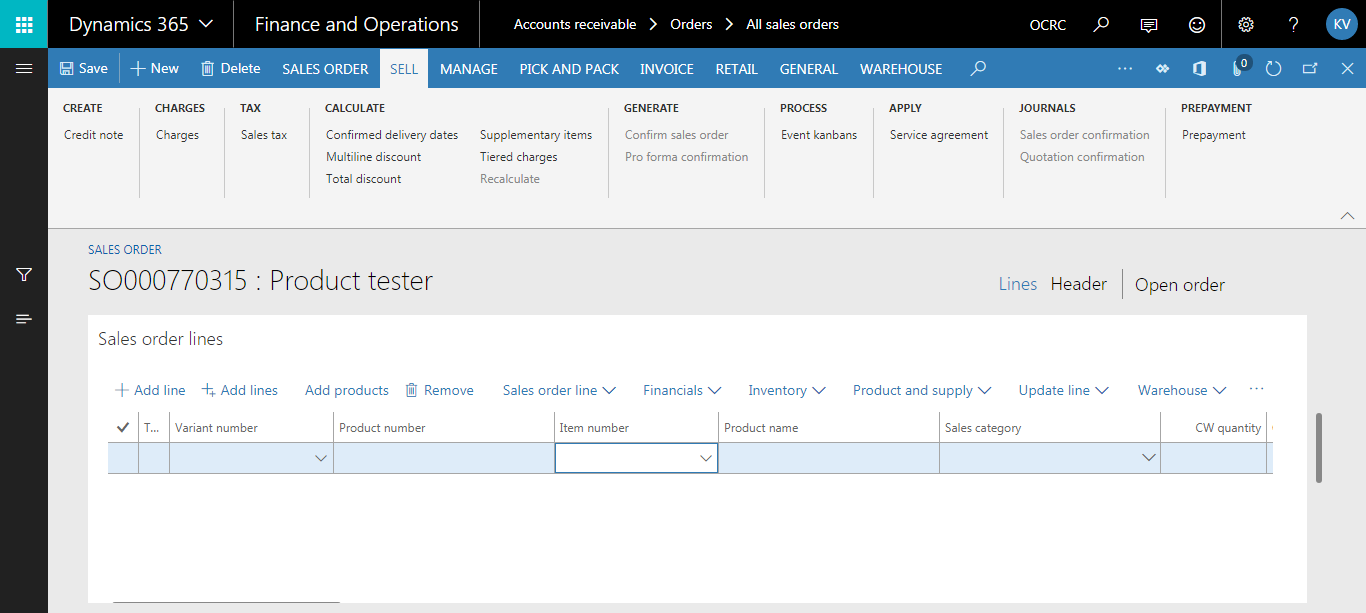 Dynamics 365 Finance and Operations Accounts receivable Orders All sales orders OCRC ? KV
Save New Delete SALES ORDER SELL MANAGE PICK AND PACK INVOICE RETAIL GENERAL WAREHOUSE ... 0
CREATE CHARGES TAX CALCULATE GENERATE PROCESS APPLY JOURNALS PREPAYMENT
Credit note Charges Sales tax Confirmed delivery dates Supplementary items Confirm sales order Event kanbans Service agreement Sales order confirmation Prepayment
Multiline discount Tiered charges Pro forma confirmation Quotation confirmation
Total discount Recalculate
SALES ORDER
SO000770315 : Product tester
Lines Header Open order
Sales order lines
Add line Add lines Add products Remove Sales order line Financials Inventory Product and supply Update line Warehouse ...
T... Variant number Product number Item number Product name Sales category CW quantity